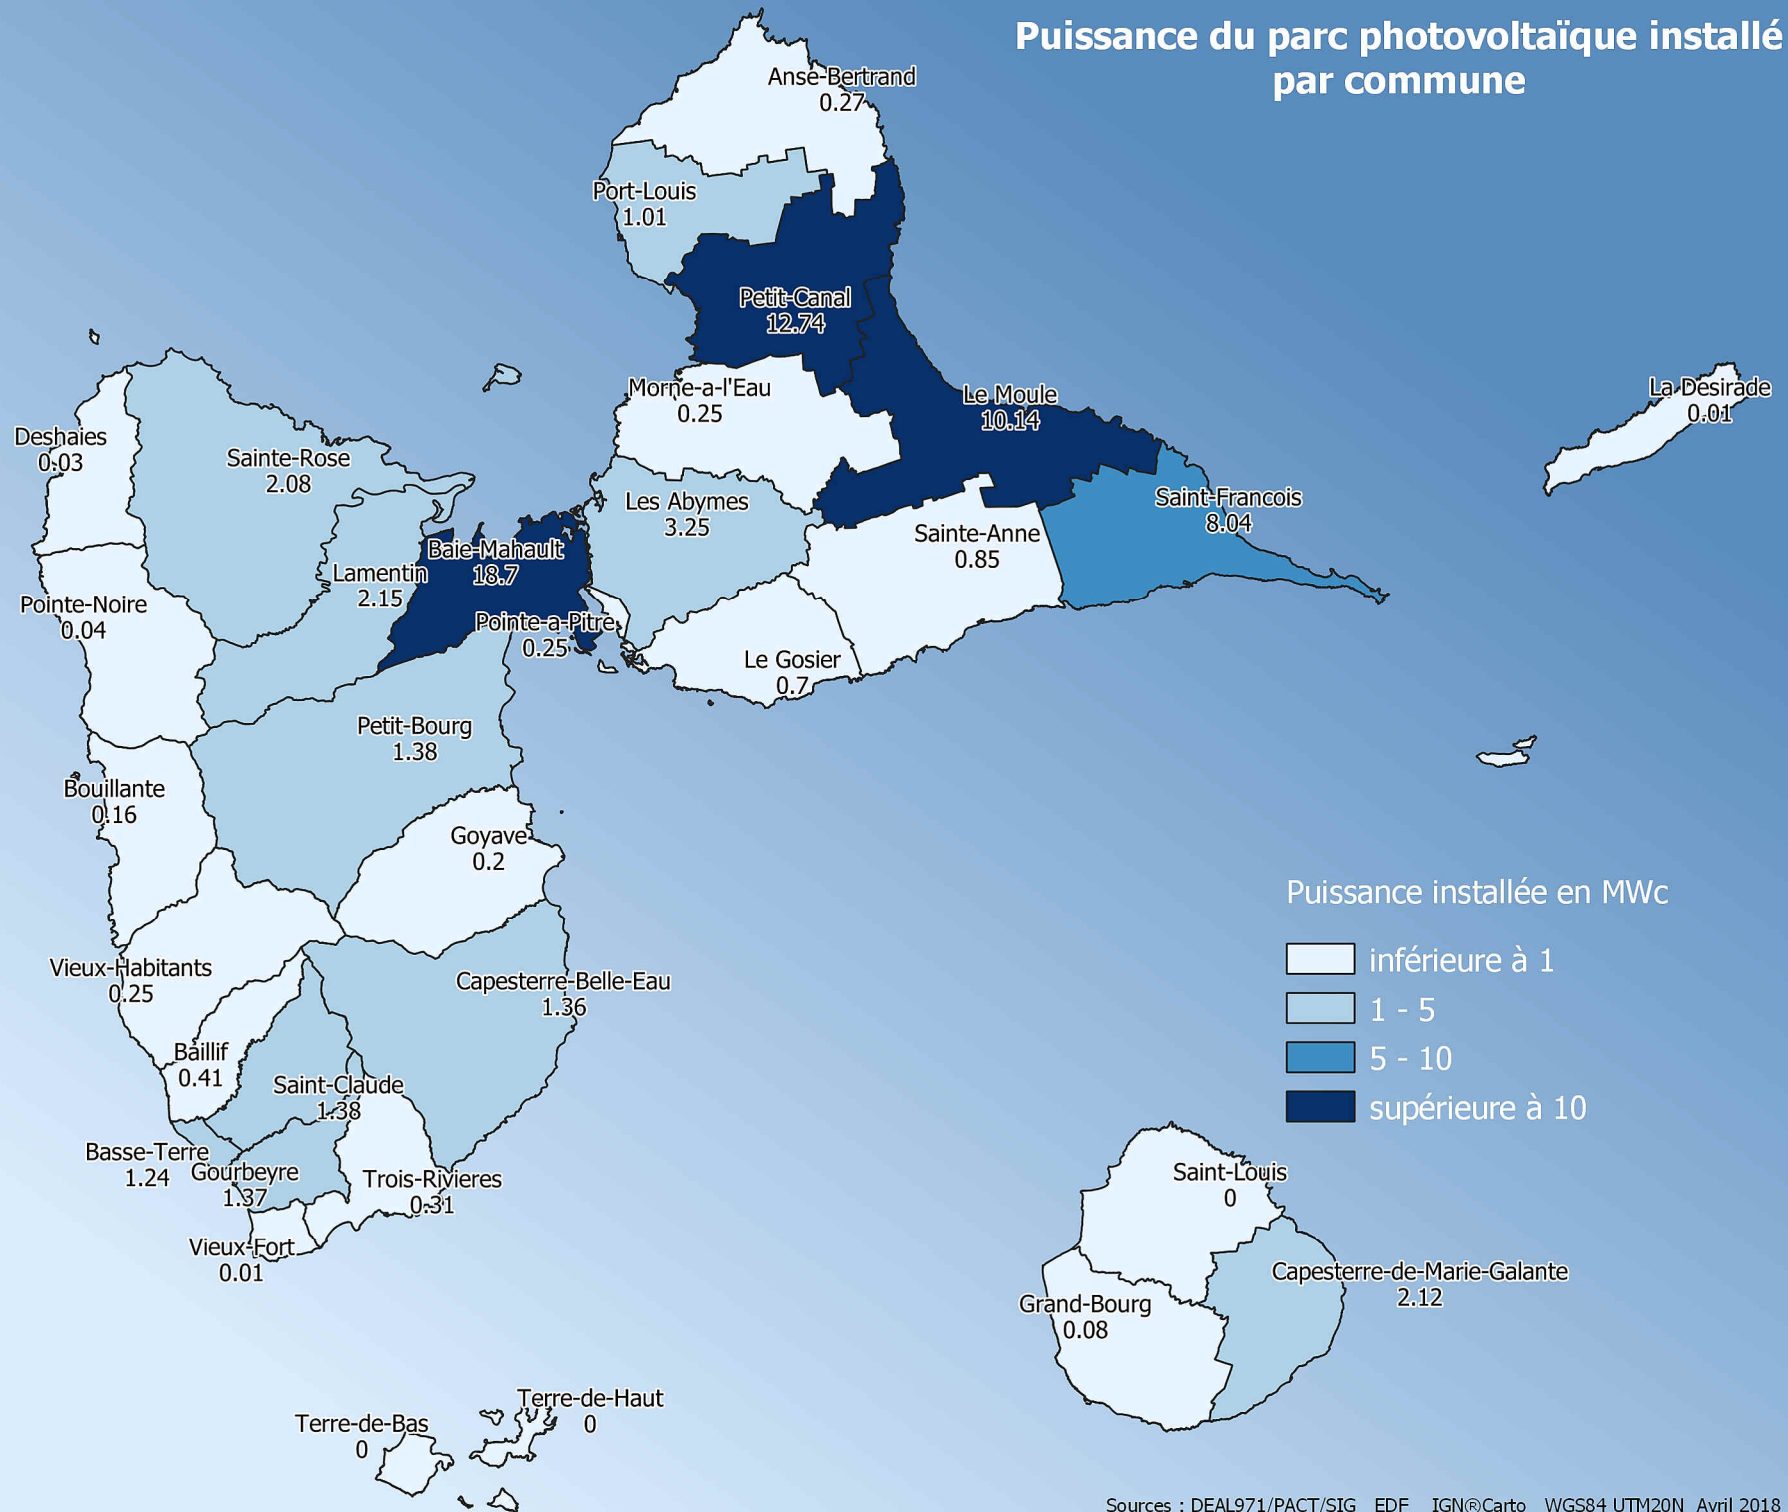 Puissance du parc photovoltaïque installé
par commune
Anse-Bertrand
0.27
Port-Louis
1.01
Petit-Canal
12.74
Morne-a-l'Eau
0.25
Le Moule
10.14
La Desirade
0.01
Deshaies
0.03
Sainte-Rose
2.08
Les Abymes
3.25
Saint-Francois
8.04
Sainte-Anne
0.85
Baie-Mahault
18.7
Lamentin
2.15
Pointe-Noire
0.04
Pointe-a-Pitre
0.25
Le Gosier
0.7
Petit-Bourg
1.38
Bouillante
0.16
Goyave
0.2
Vieux-Habitants
0.25
Capesterre-Belle-Eau
1.36
Baillif
0.41
Saint-Claude
1.38
Basse-Terre
1.24
Gourbeyre
1.37
Trois-Rivieres
0.31
Vieux-Fort
0.01
Puissance installée en MWc
inférieure à 1
1 - 5
5 - 10
supérieure à 10
Saint-Louis
0
Capesterre-de-Marie-Galante
2.12
Grand-Bourg
0.08
Terre-de-Haut
0
Terre-de-Bas
0
Sources : DEAL971/PACT/SIG EDF IGN®Carto WGS84 UTM20N Avril 2018